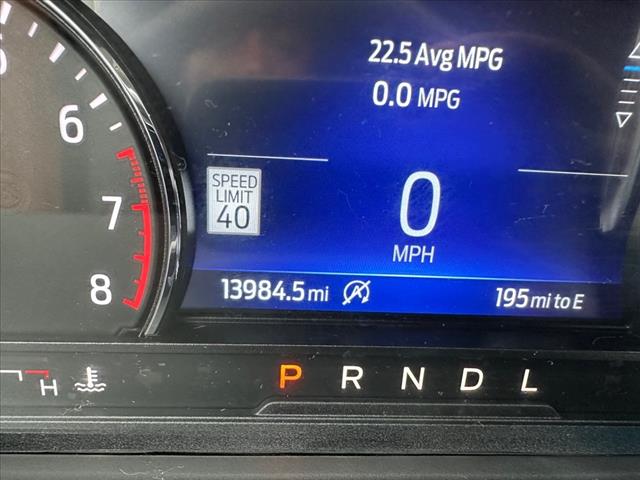 22.5 Avg MPG
0.0 MPG
6
7
8
SPEED
LIMIT
40
0
MPH
13984.5 mi
195 mi to E
H
P R N D L